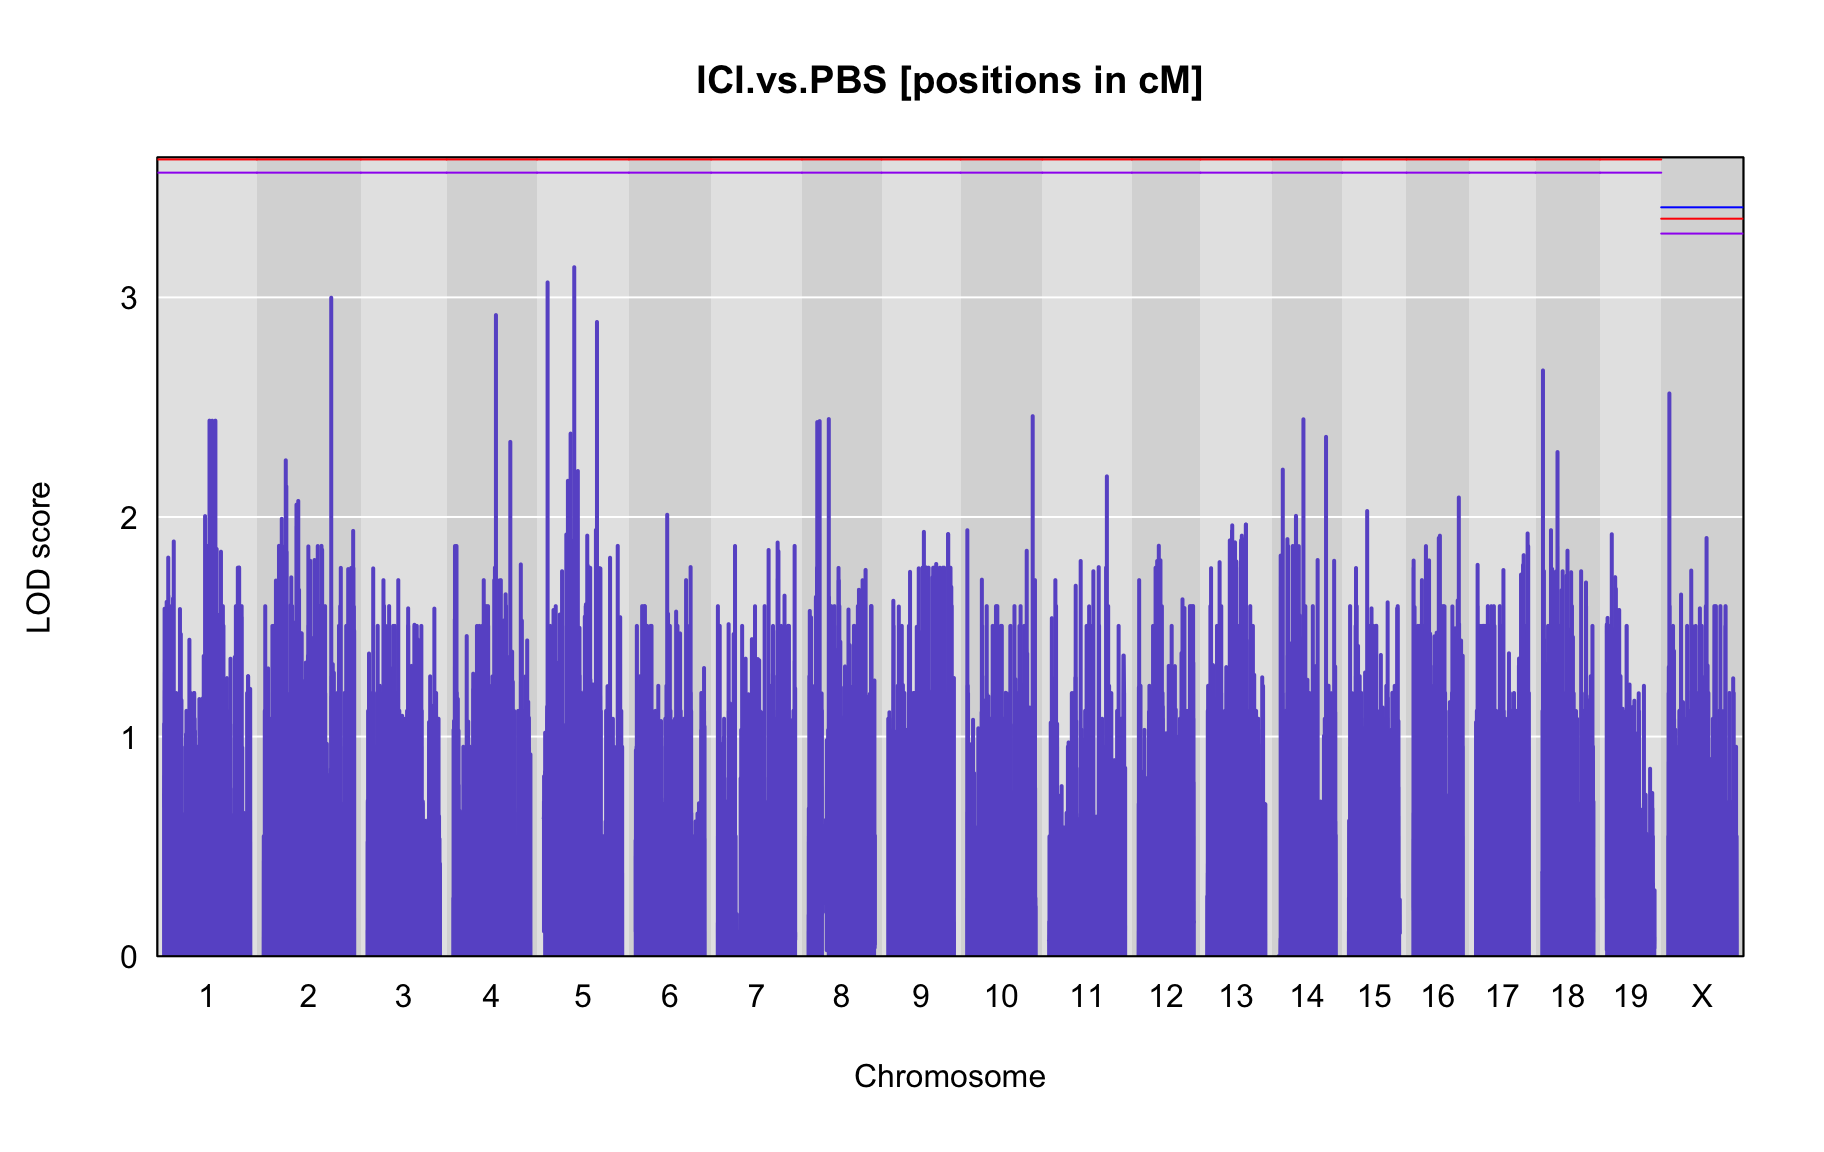 ICI.vs.PBS [positions in cM]
LOD score
3
2
1
0
1 2 3 4 5 6 7 8 9 10 11 12 13 14 15 16 17 18 19 X
Chromosome